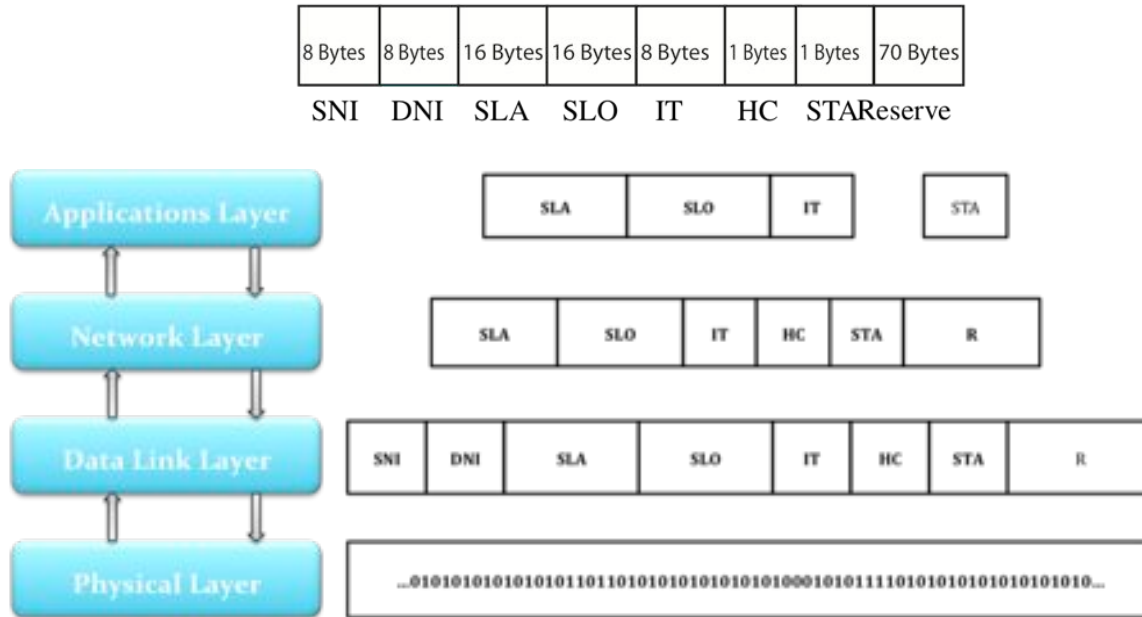 8 Bytes 8 Bytes 16 Bytes 16 Bytes 8 Bytes 1 Bytes 1 Bytes 70 Bytes
SNI DNI SLA SLO IT HC STA Reserve
Applications Layer SLA SLO IT STA
Network Layer SLA SLO IT HC STA R
Data Link Layer SNI DNI SLA SLO IT HC STA R
Physical Layer